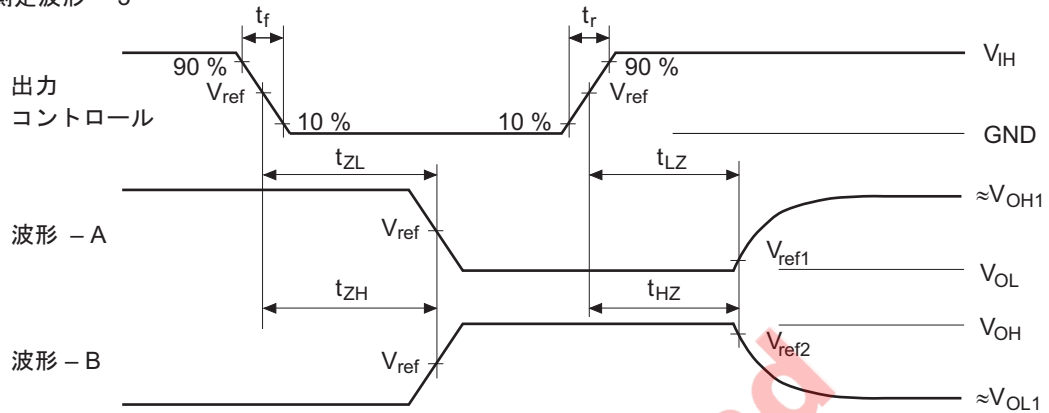 測定波形 – 3
tf
tr
90 %
Vref
10 %
10 %
Vref
90 %
VIH
出力
コントロール
GND
tZL
tLZ
≈VOH1
波形 – A
Vref
Vref1
VOL
tZH
tHZ
VOH
波形 – B
Vref
Vref2
≈VOL1